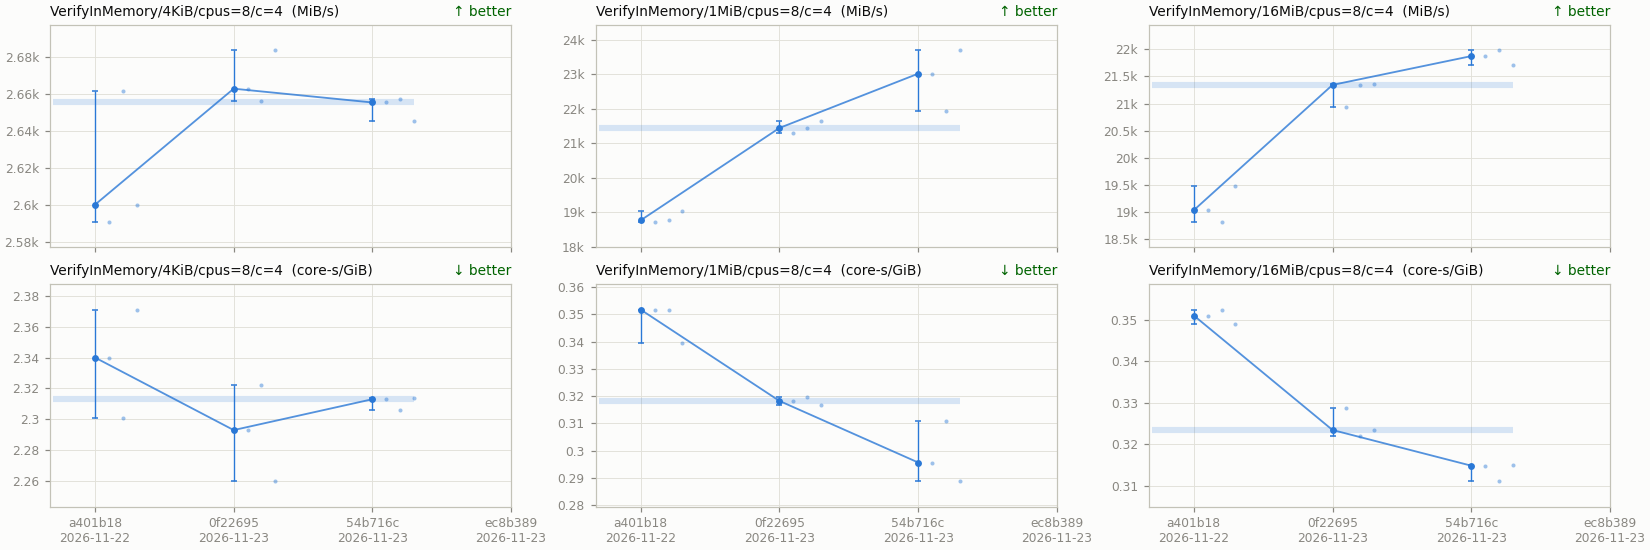 VerifyInMemory/4KiB/cpus=8/c=4 (MiB/s) ↑ better
2.68k
2.66k
2.64k
2.62k
2.6k
2.58k
VerifyInMemory/1MiB/cpus=8/c=4 (MiB/s) ↑ better
24k
23k
22k
21k
20k
19k
18k
VerifyInMemory/16MiB/cpus=8/c=4 (MiB/s) ↑ better
22k
21.5k
21k
20.5k
20k
19.5k
19k
18.5k
VerifyInMemory/4KiB/cpus=8/c=4 (core-s/GiB) ↓ better
2.38
2.36
2.34
2.32
2.3
2.28
2.26
a401b18 0f22695 54b716c ec8b389
2026-11-22 2026-11-23 2026-11-23 2026-11-23
VerifyInMemory/1MiB/cpus=8/c=4 (core-s/GiB) ↓ better
0.36
0.35
0.34
0.33
0.32
0.31
0.3
0.29
0.28
a401b18 0f22695 54b716c ec8b389
2026-11-22 2026-11-23 2026-11-23 2026-11-23
VerifyInMemory/16MiB/cpus=8/c=4 (core-s/GiB) ↓ better
0.35
0.34
0.33
0.32
0.31
a401b18 0f22695 54b716c ec8b389
2026-11-22 2026-11-23 2026-11-23 2026-11-23